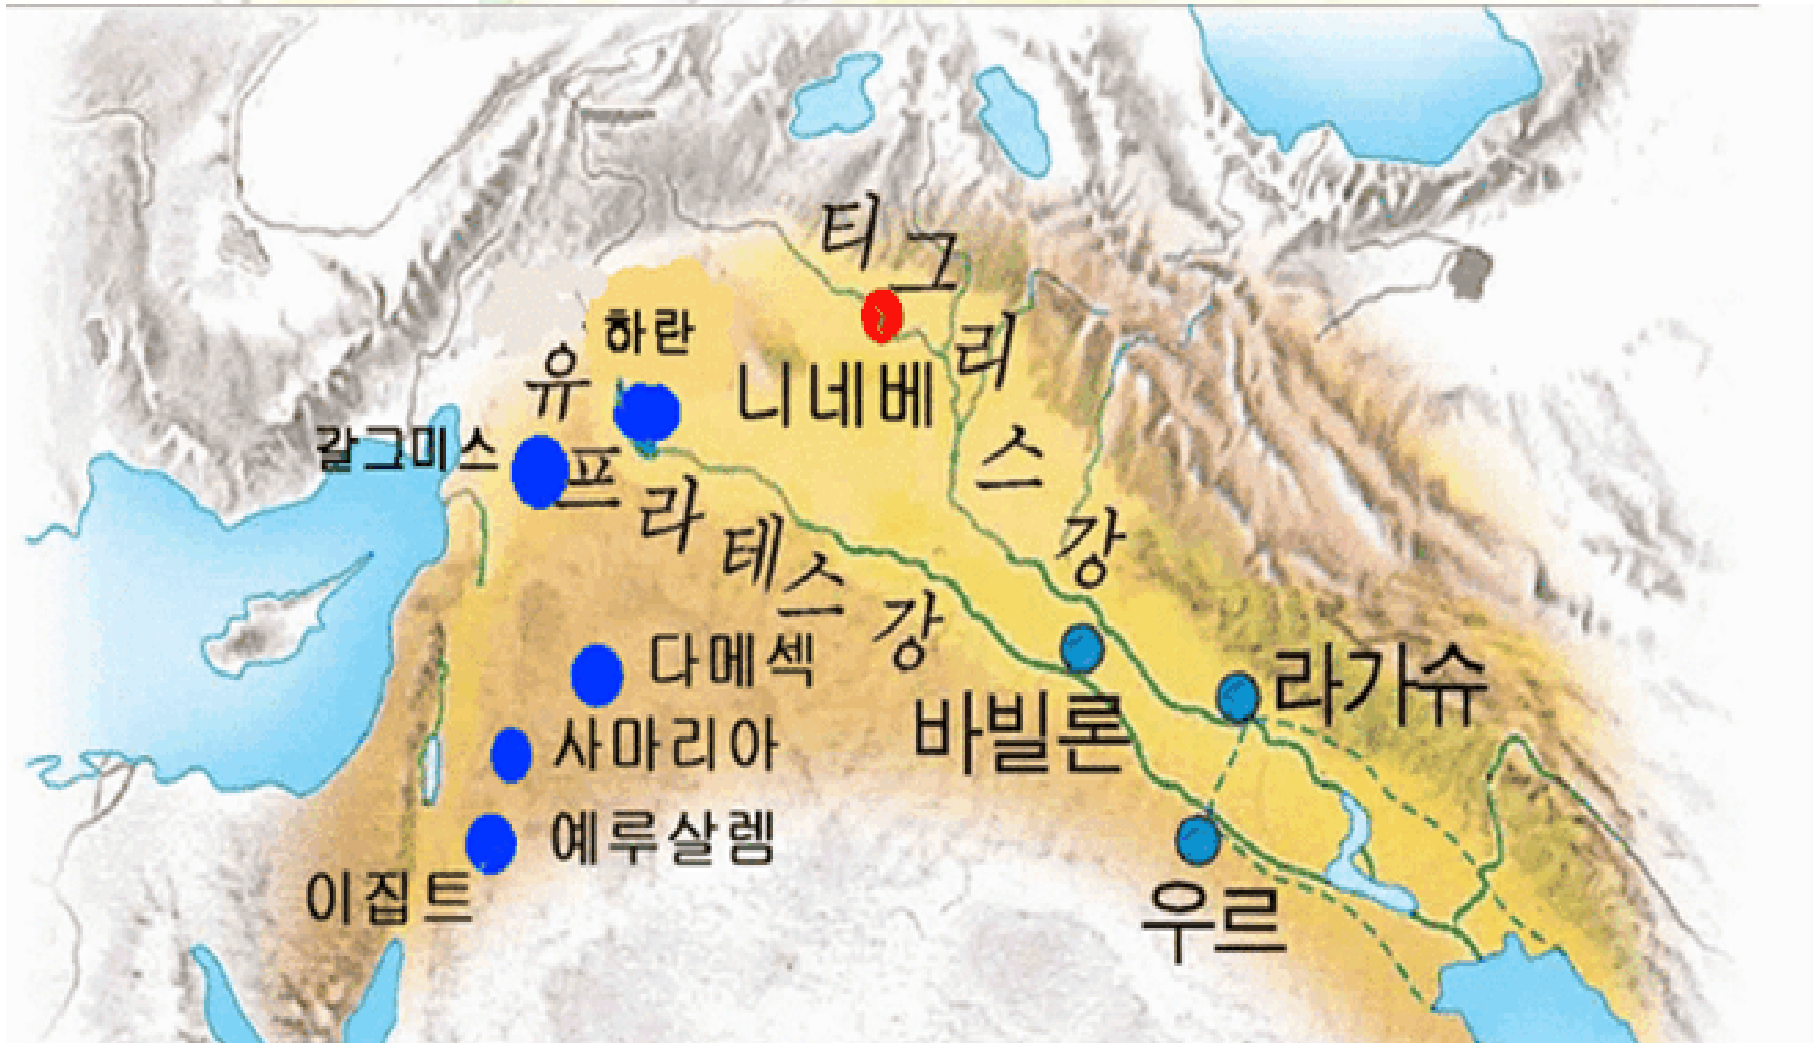 티그리스강
하란
유프라테스강
니네베
갈그미스
다메섹
라가슈
바빌론
사마리아
예루살렘
이집트
우르